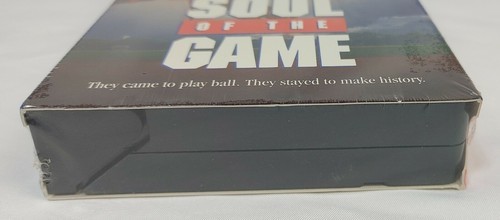 SOUL
OF THE
GAME
They came to play ball. They stayed to make history.